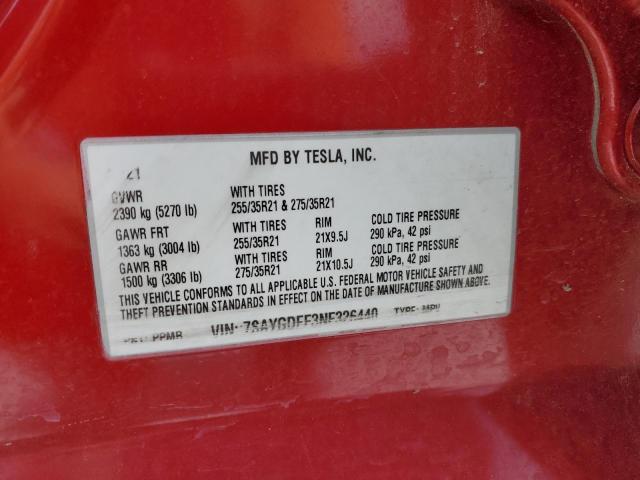 MFD BY TESLA, INC.
21
GVWR WITH TIRES
2390 kg (5270 lb) 255/35R21 & 275/35R21
GAWR FRT WITH TIRES RIM COLD TIRE PRESSURE
1363 kg (3004 lb) 255/35R21 21X9.5J 290 kPa, 42 psi
GAWR RR WITH TIRES RIM COLD TIRE PRESSURE
1500 kg (3306 lb) 275/35R21 21X10.5J 290 kPa, 42 psi
THIS VEHICLE CONFORMS TO ALL APPLICABLE U.S. FEDERAL MOTOR VEHICLE SAFETY AND
THEFT PREVENTION STANDARDS IN EFFECT ON THE DATE OF MANUFACTURE SHOWN ABOVE.
PPMR VIN: 7SAYGDEF3NF326440 TYPE: MPV